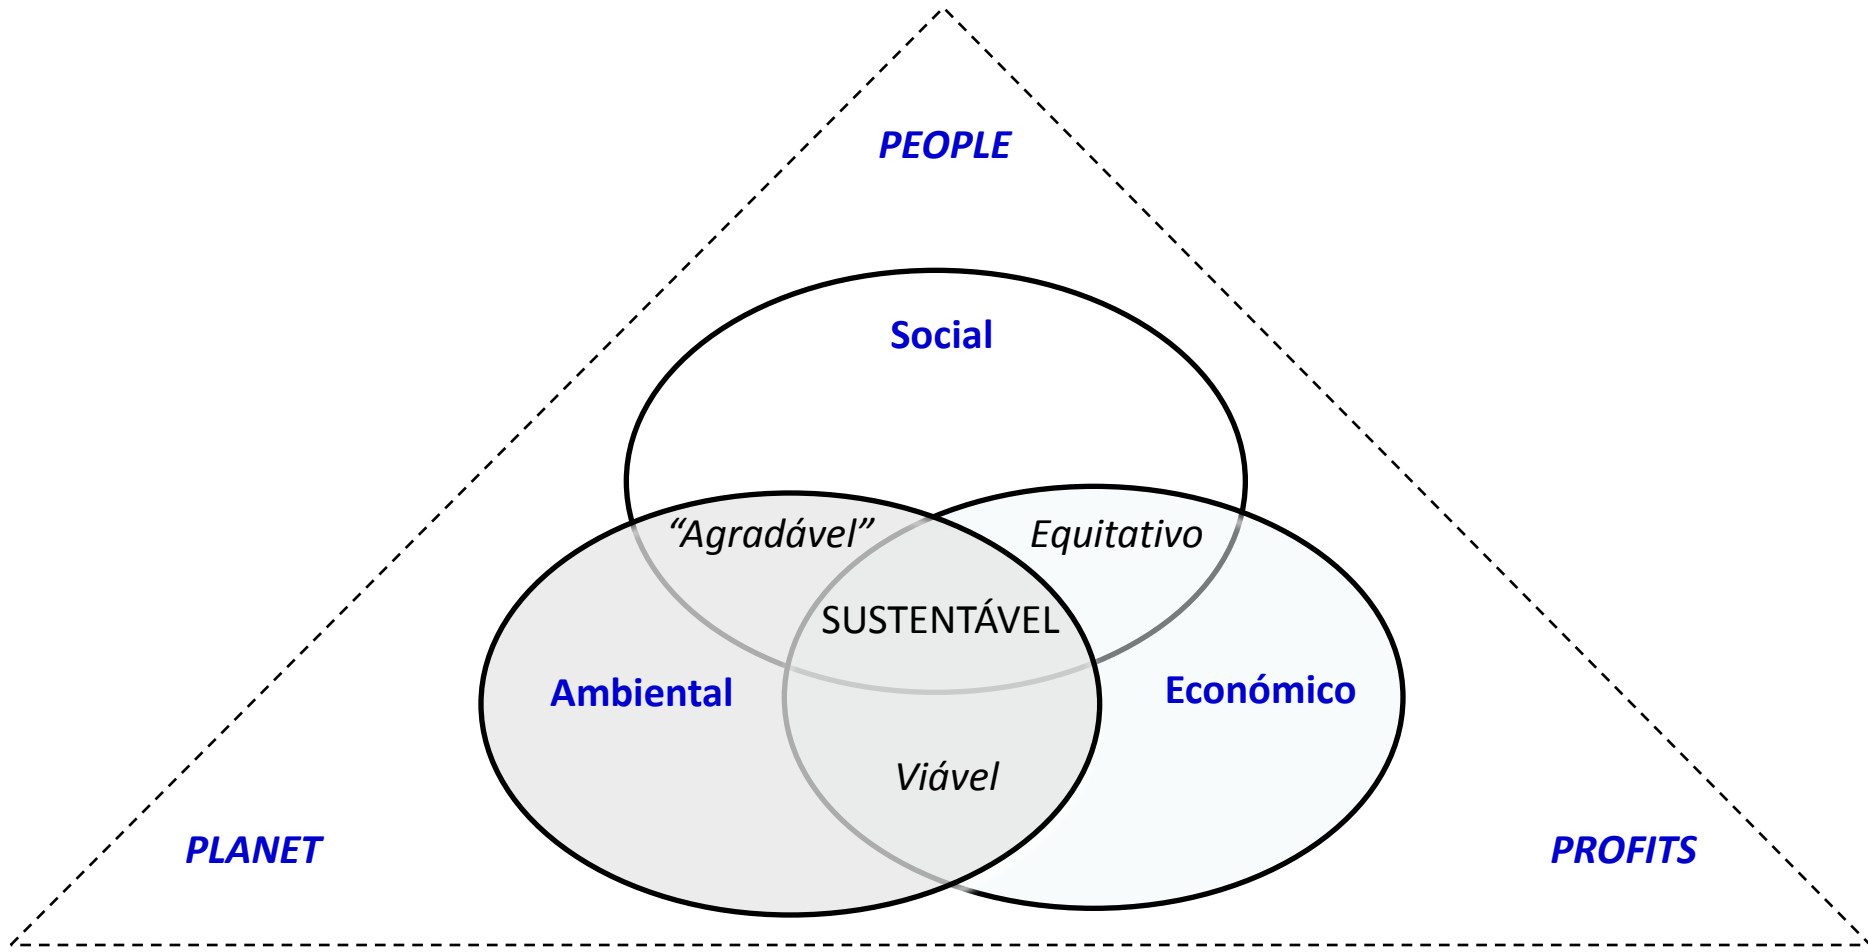 PEOPLE
Social
“Agradável”
Equitativo
SUSTENTÁVEL
Ambiental
Económico
Viável
PLANET
PROFITS